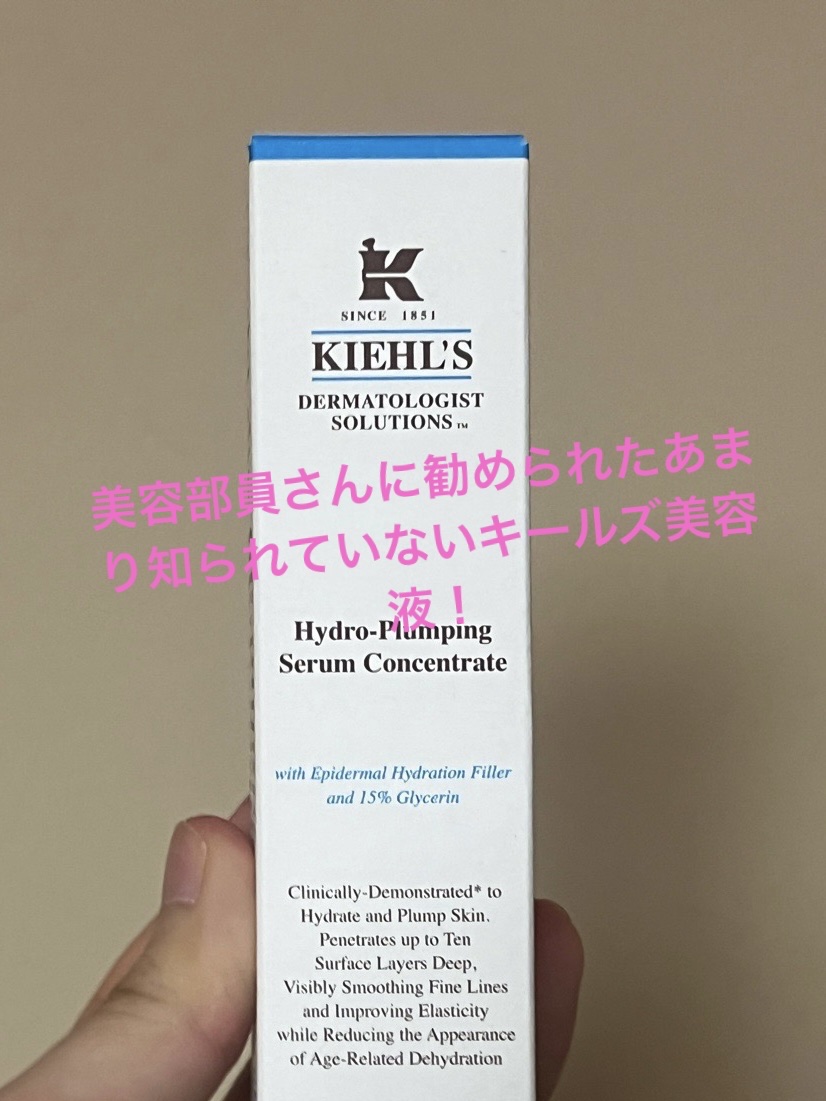 K
SINCE 1851
KIEHL'S
DERMATOLOGIST
SOLUTIONS™
美容部員さんに勧められたあま
り知られていないキールズ美容
液！
Hydro-Plumping
Serum Concentrate
with Epidermal Hydration Filler
and 15% Glycerin
Clinically-Demonstrated* to
Hydrate and Plump Skin.
Penetrates up to Ten
Surface Layers Deep,
Visibly Smoothing Fine Lines
and Improving Elasticity
while Reducing the Appearance
of Age-Related Dehydration